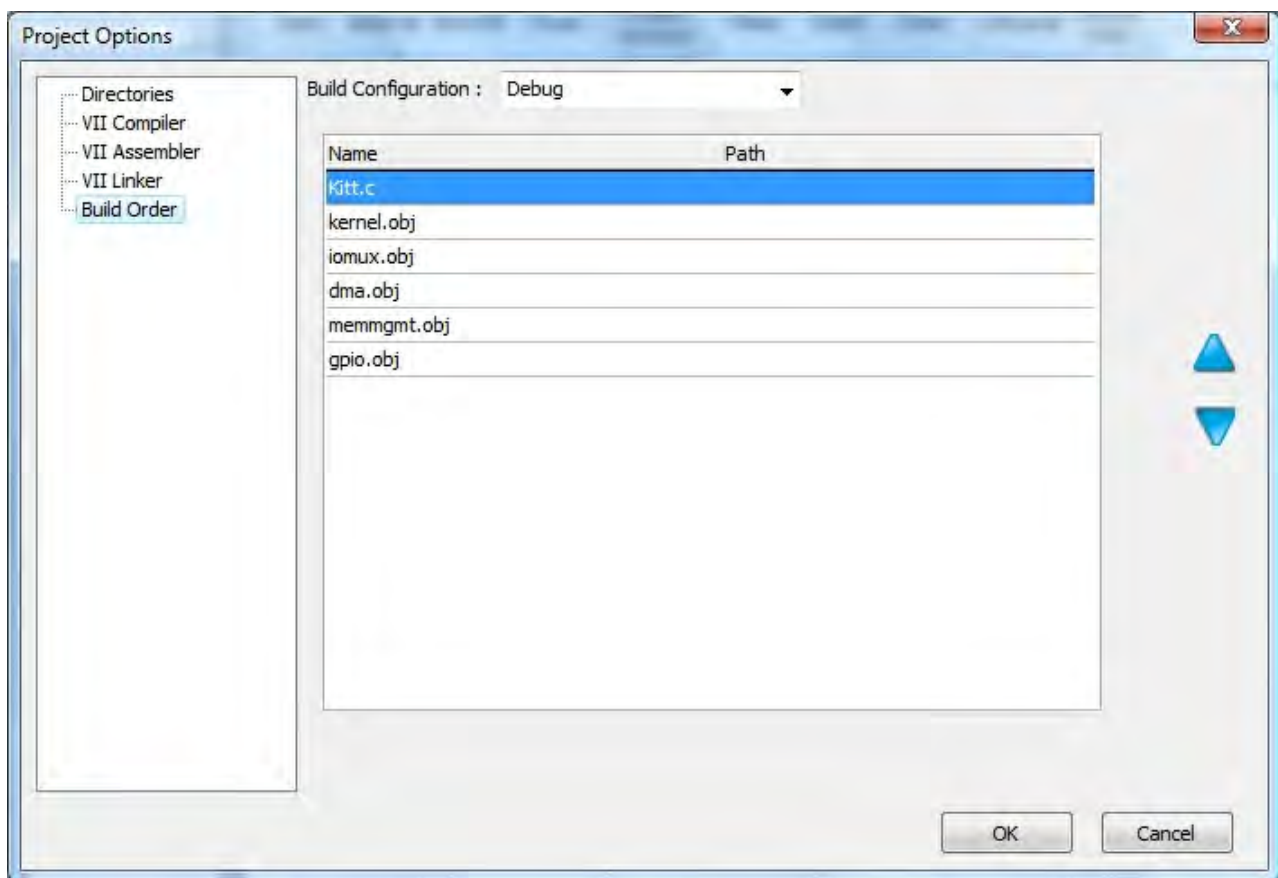 Project Options
Directories
VII Compiler
VII Assembler
VII Linker
Build Order
Build Configuration : Debug
Name Path
Kitt.c
kernel.obj
iomux.obj
dma.obj
memmgmt.obj
gpio.obj
OK Cancel